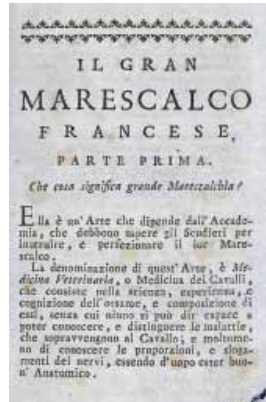 IL GRAN
MARESCALCO
FRANCESE,
PARTE PRIMA.
Che cosa significa grande Marescalchia?
Ella è un'Arte che dipende dall'Accade-
mia, che debbono sapere gli Scudieri per
instruire, e perfezionare il lor Mare-
scalco.
La denominazione di quest'Arte, è Me-
dicina Veterinaria, o Medicina dei Cavalli,
che consiste nella scienza, esperienza, e
cognizione dell'ossame, e composizione di
essi, senza cui niuno si può dir capace a
poter conoscere, e distinguere le malattie,
che sopravvengono al Cavallo; e moltome-
no di conoscere le proporzioni, e sloga-
menti dei nervi, essendo d'uopo esser buo-
n' Anatomico.